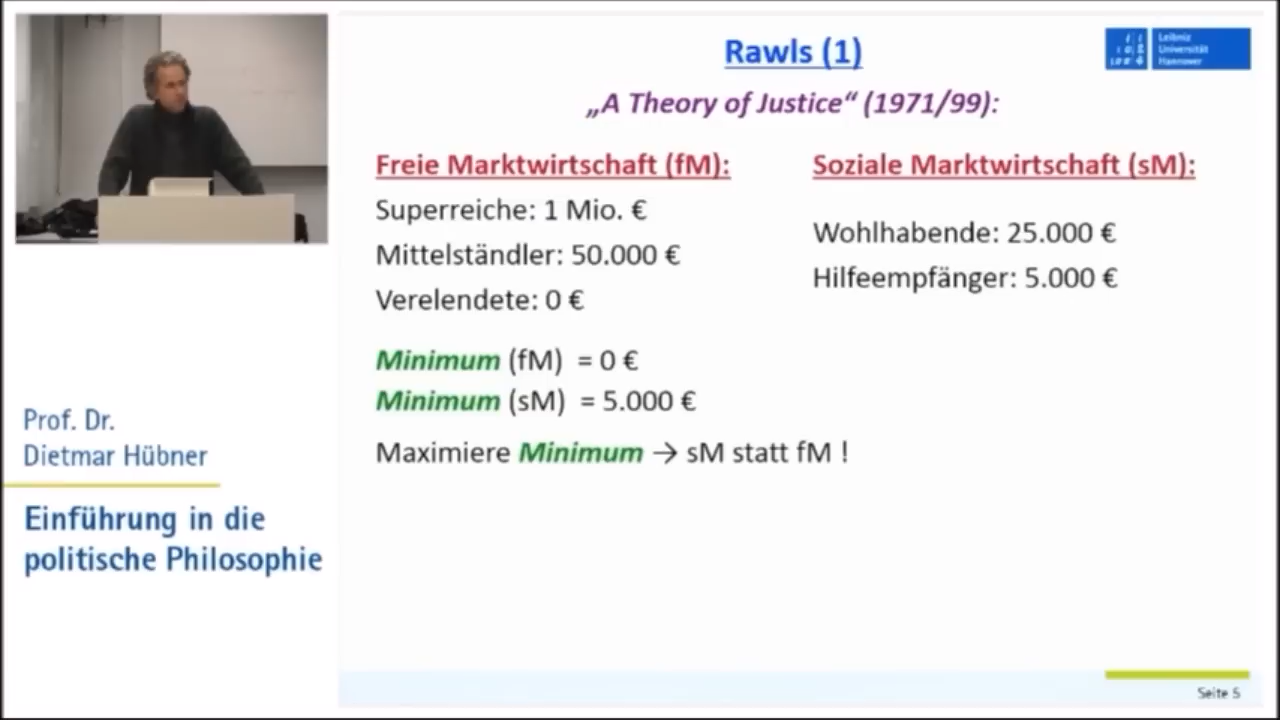 Rawls (1)
Leibniz
Universität
Hannover
„A Theory of Justice“ (1971/99):
Freie Marktwirtschaft (fM):
Superreiche: 1 Mio. €
Mittelständler: 50.000 €
Verelendete: 0 €
Soziale Marktwirtschaft (sM):
Wohlhabende: 25.000 €
Hilfeempfänger: 5.000 €
Minimum (fM) = 0 €
Minimum (sM) = 5.000 €
Maximiere Minimum → sM statt fM !
Prof. Dr.
Dietmar Hübner
Einführung in die
politische Philosophie
Seite 5